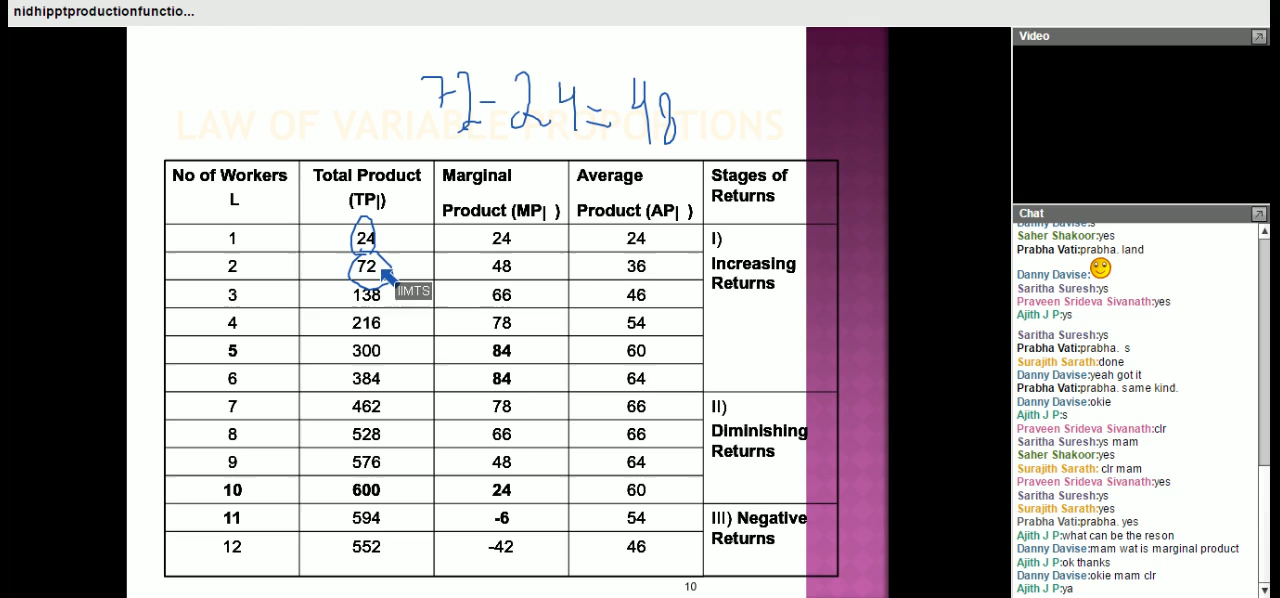 nidhipptproductionfunctio...
72-24=48
LAW OF VARIABLE PROPOTIONS
No of Workers L Total Product (TP|) Marginal Product (MP| ) Average Product (AP| ) Stages of Returns
1 24 24 24 I) Increasing Returns
2 72 48 36
IIMTS
3 138 66 46
4 216 78 54
5 300 84 60
6 384 84 64
7 462 78 66 II) Diminishing Returns
8 528 66 66
9 576 48 64
10 600 24 60
11 594 -6 54 III) Negative Returns
12 552 -42 46
10
Video
Chat
Danny Davise:s
Saher Shakoor:yes
Prabha Vati:prabha. land
Danny Davise:
Saritha Suresh:ys
Praveen Srideva Sivanath:yes
Ajith J P:ys
Saritha Suresh:ys
Prabha Vati:prabha. s
Surajith Sarath:done
Danny Davise:yeah got it
Prabha Vati:prabha. same kind.
Danny Davise:okie
Ajith J P:s
Praveen Srideva Sivanath:clr
Saritha Suresh:ys mam
Saher Shakoor:yes
Surajith Sarath: clr mam
Praveen Srideva Sivanath:yes
Saritha Suresh:ys
Surajith Sarath:yes
Prabha Vati:prabha. yes
Ajith J P:what can be the reson
Danny Davise:mam wat is marginal product
Ajith J P:ok thanks
Danny Davise:okie mam clr
Ajith J P:ya